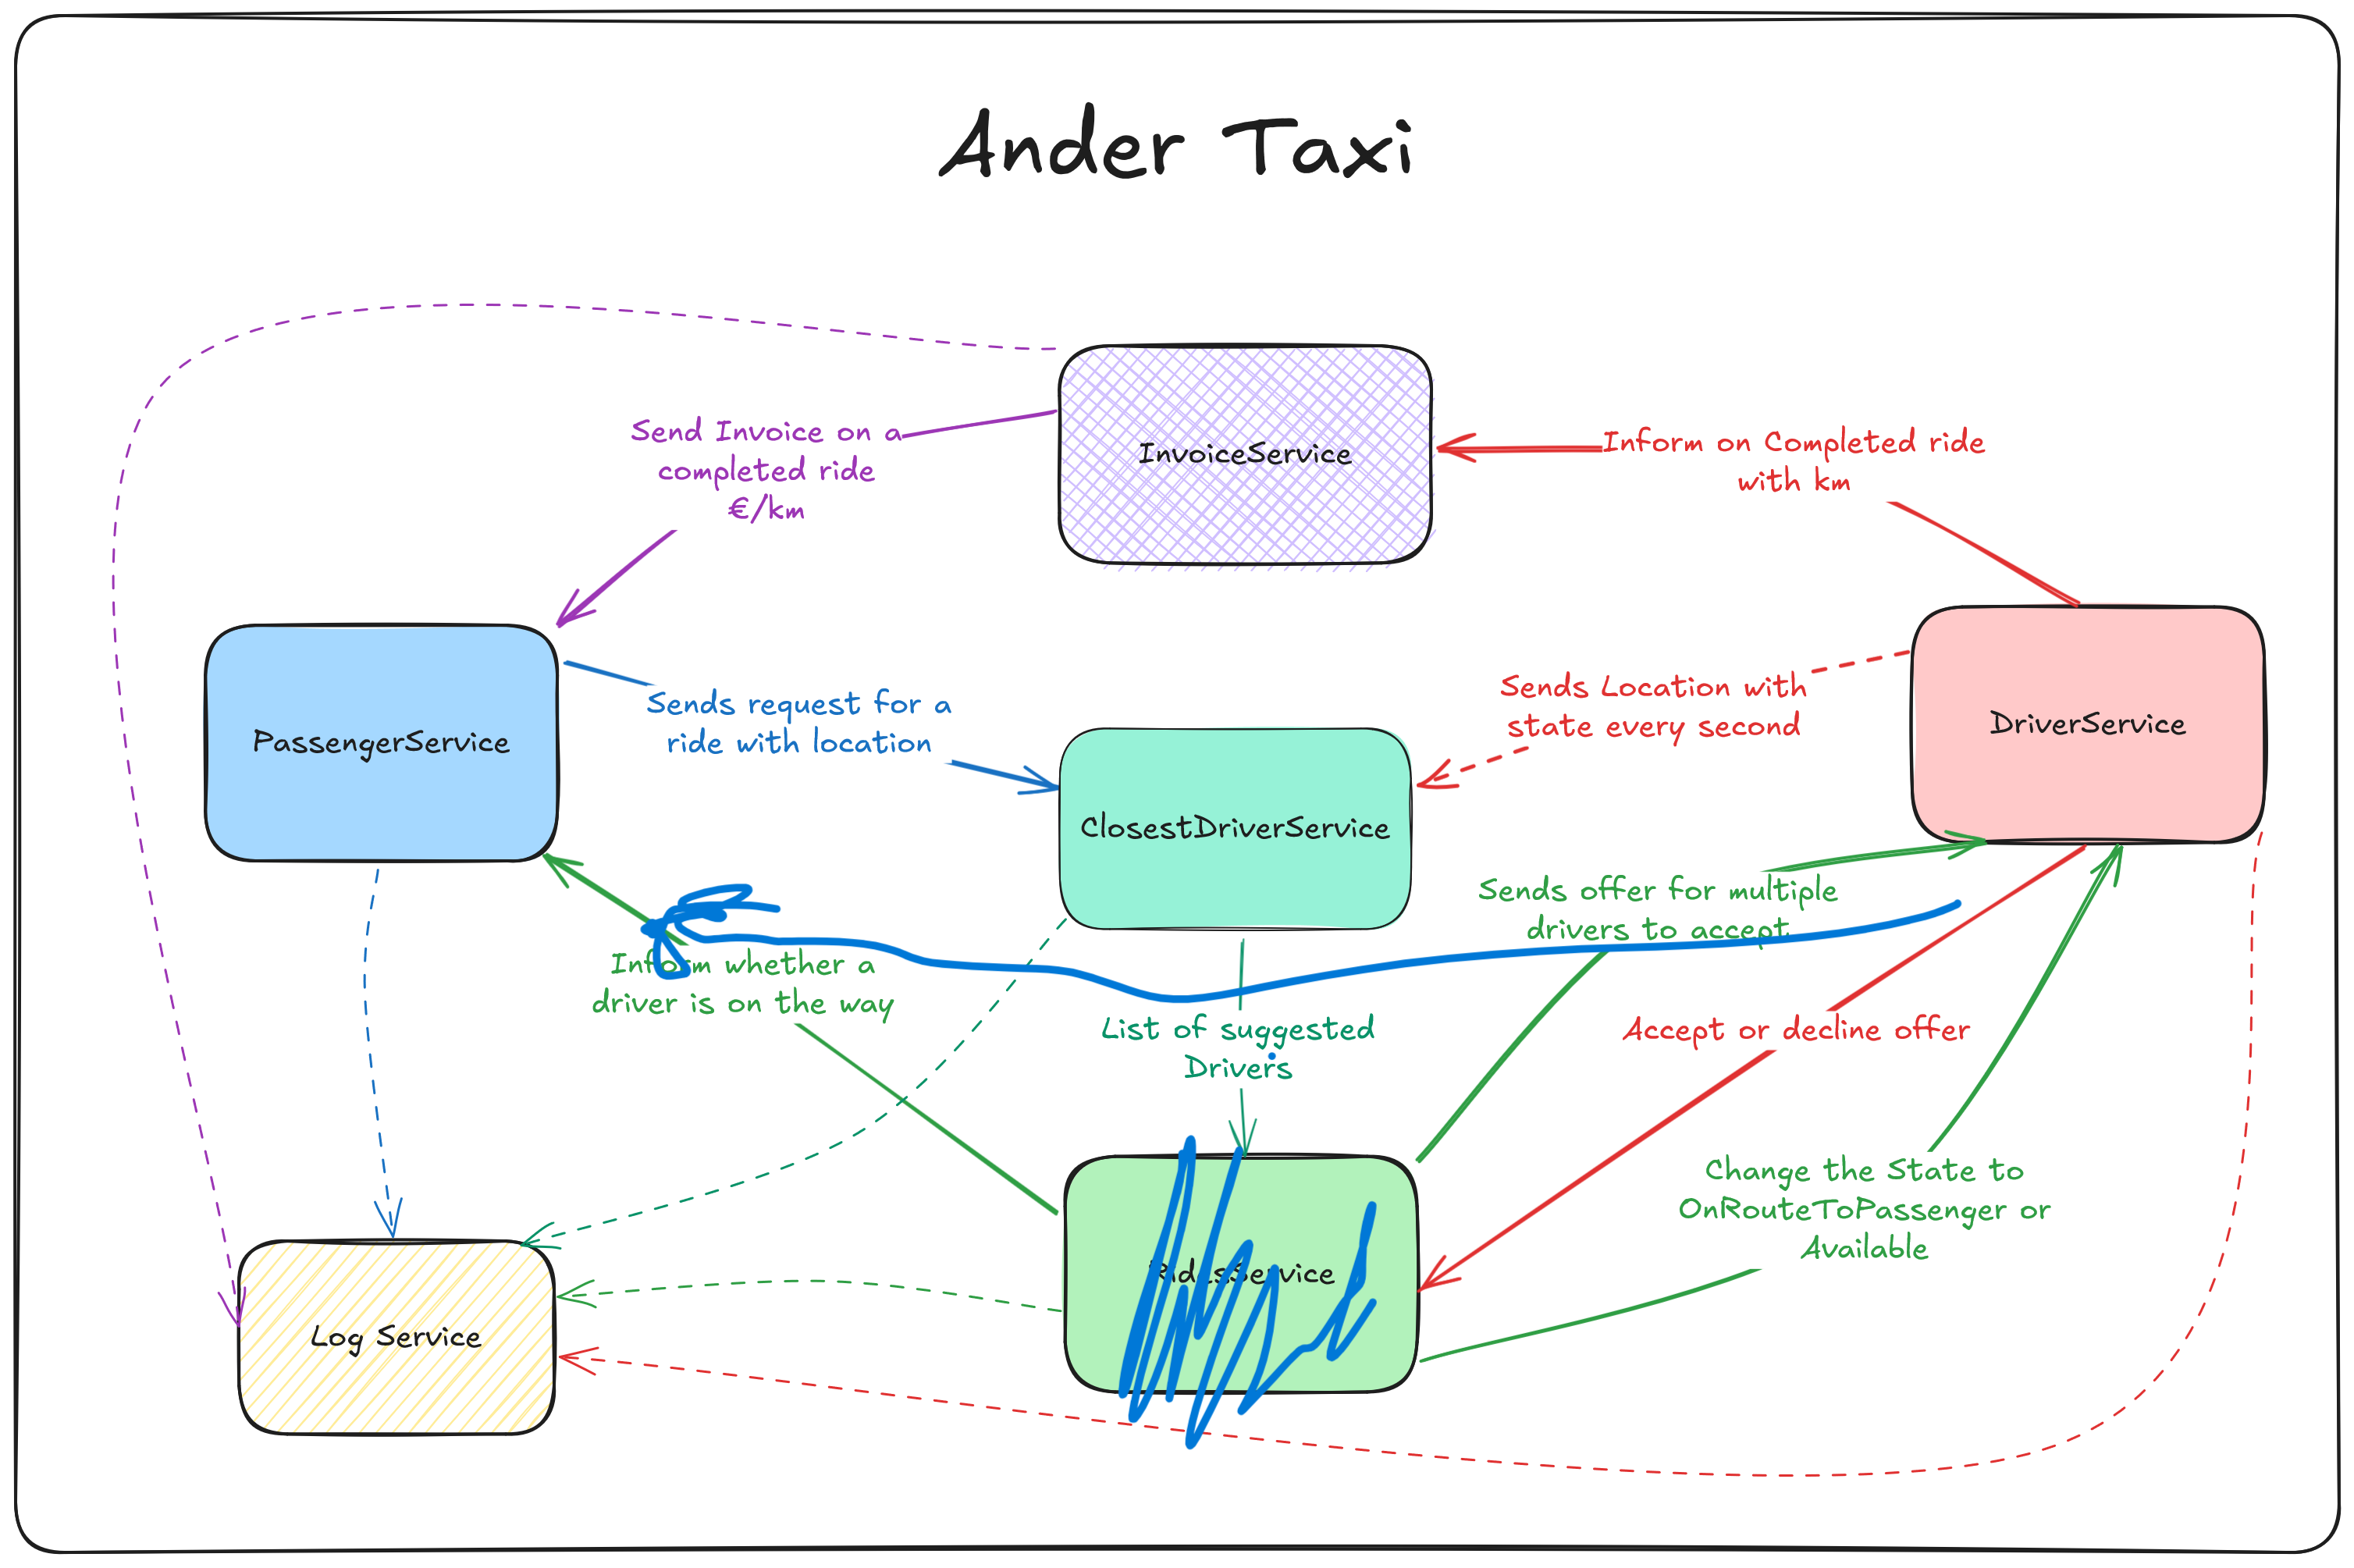 Ander Taxi
InvoiceService
Send Invoice on a
completed ride
€/km
Inform on Completed ride
with km
PassengerService
Sends request for a
ride with location
Sends Location with
state every second
DriverService
ClosestDriverService
Sends offer for multiple
drivers to accept
Inform whether a
driver is on the way
List of suggested
Drivers
Accept or decline offer
Change the State to
OnRouteToPassenger or
Available
RidesService
Log Service